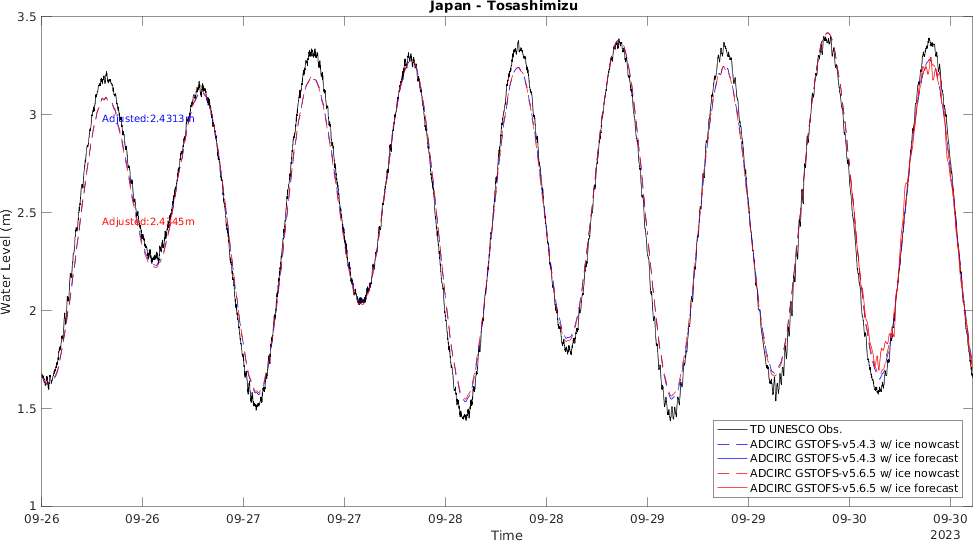 Japan - Tosashimizu
3.5
3
2.5
2
1.5
1
Water Level (m)
Adjusted:2.4313m
Adjusted:2.4345m
TD UNESCO Obs.
ADCIRC GSTOFS-v5.4.3 w/ ice nowcast
ADCIRC GSTOFS-v5.4.3 w/ ice forecast
ADCIRC GSTOFS-v5.6.5 w/ ice nowcast
ADCIRC GSTOFS-v5.6.5 w/ ice forecast
09-26 09-26 09-27 09-27 09-28 09-28 09-29 09-29 09-30 09-30
2023
Time